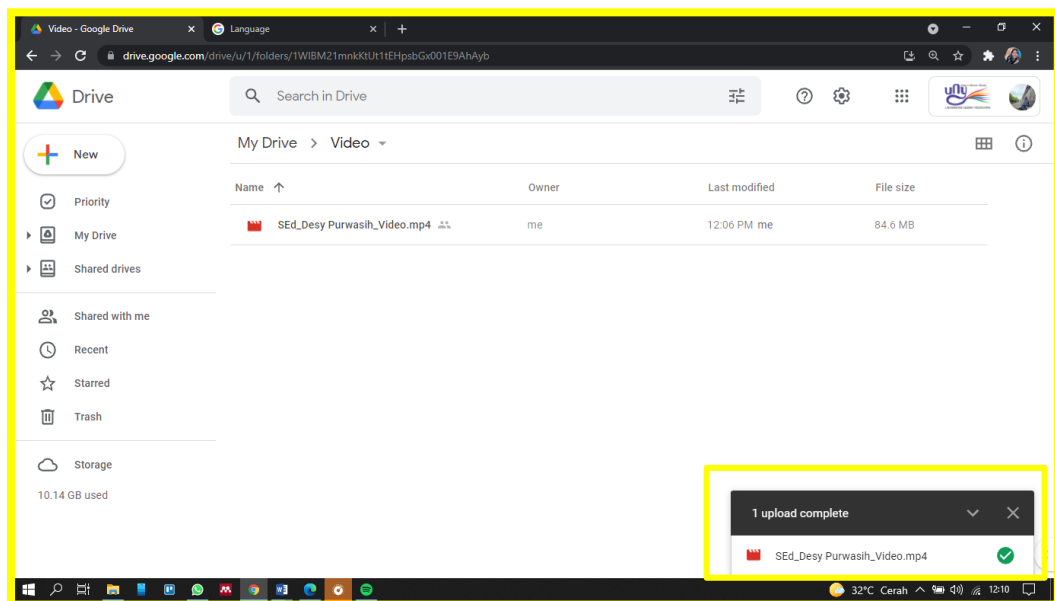 Video - Google Drive
Language
drive.google.com/drive/u/1/folders/1WIBM21mnkKtUt1tEHpsbGx001E9AhAyb
Drive
Search in Drive
uny
New
My Drive > Video
Priority
My Drive
Shared drives
Shared with me
Recent
Starred
Trash
Storage
10.14 GB used
Name Owner Last modified File size
SEd_Desy Purwasih_Video.mp4 me 12:06 PM me 84.6 MB
1 upload complete
SEd_Desy Purwasih_Video.mp4
32°C Cerah 12:10